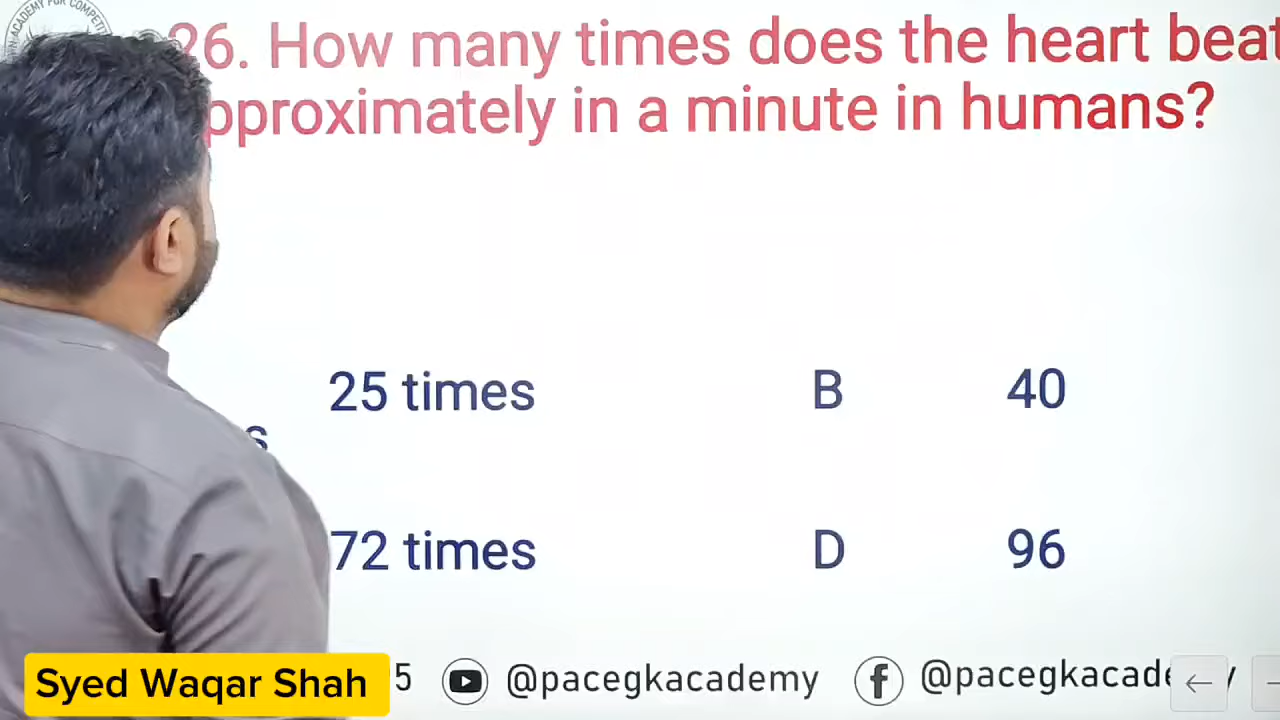 26. How many times does the heart beat
approximately in a minute in humans?
25 times B 40
s
72 times D 96
Syed Waqar Shah 5 @pacegkacademy @pacegkacade y